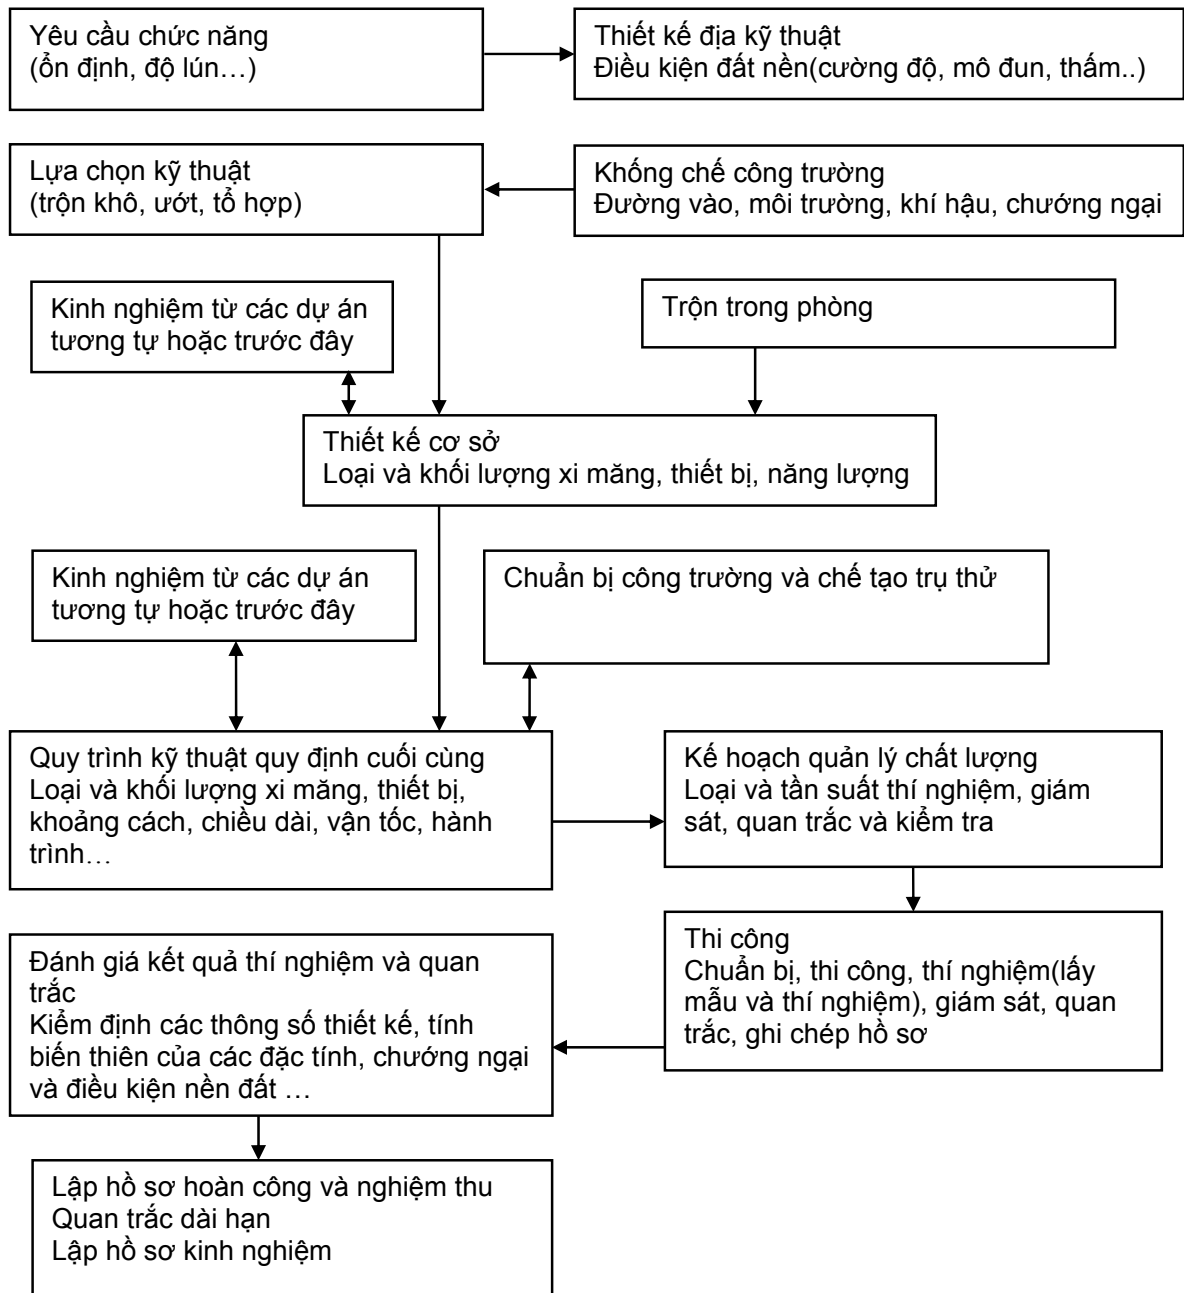 Yêu cầu chức năng
(ổn định, độ lún…)
Thiết kế địa kỹ thuật
Điều kiện đất nền(cường độ, mô đun, thấm..)
Lựa chọn kỹ thuật
(trộn khô, ướt, tổ hợp)
Khống chế công trường
Đường vào, môi trường, khí hậu, chướng ngại
Kinh nghiệm từ các dự án
tương tự hoặc trước đây
Trộn trong phòng
Thiết kế cơ sở
Loại và khối lượng xi măng, thiết bị, năng lượng
Kinh nghiệm từ các dự án
tương tự hoặc trước đây
Chuẩn bị công trường và chế tạo trụ thử
Quy trình kỹ thuật quy định cuối cùng
Loại và khối lượng xi măng, thiết bị,
khoảng cách, chiều dài, vận tốc, hành
trình…
Kế hoạch quản lý chất lượng
Loại và tần suất thí nghiệm, giám
sát, quan trắc và kiểm tra
Thi công
Chuẩn bị, thi công, thí nghiệm(lấy
mẫu và thí nghiệm), giám sát, quan
trắc, ghi chép hồ sơ
Đánh giá kết quả thí nghiệm và quan
trắc
Kiểm định các thông số thiết kế, tính
biến thiên của các đặc tính, chướng ngại
và điều kiện nền đất …
Lập hồ sơ hoàn công và nghiệm thu
Quan trắc dài hạn
Lập hồ sơ kinh nghiệm